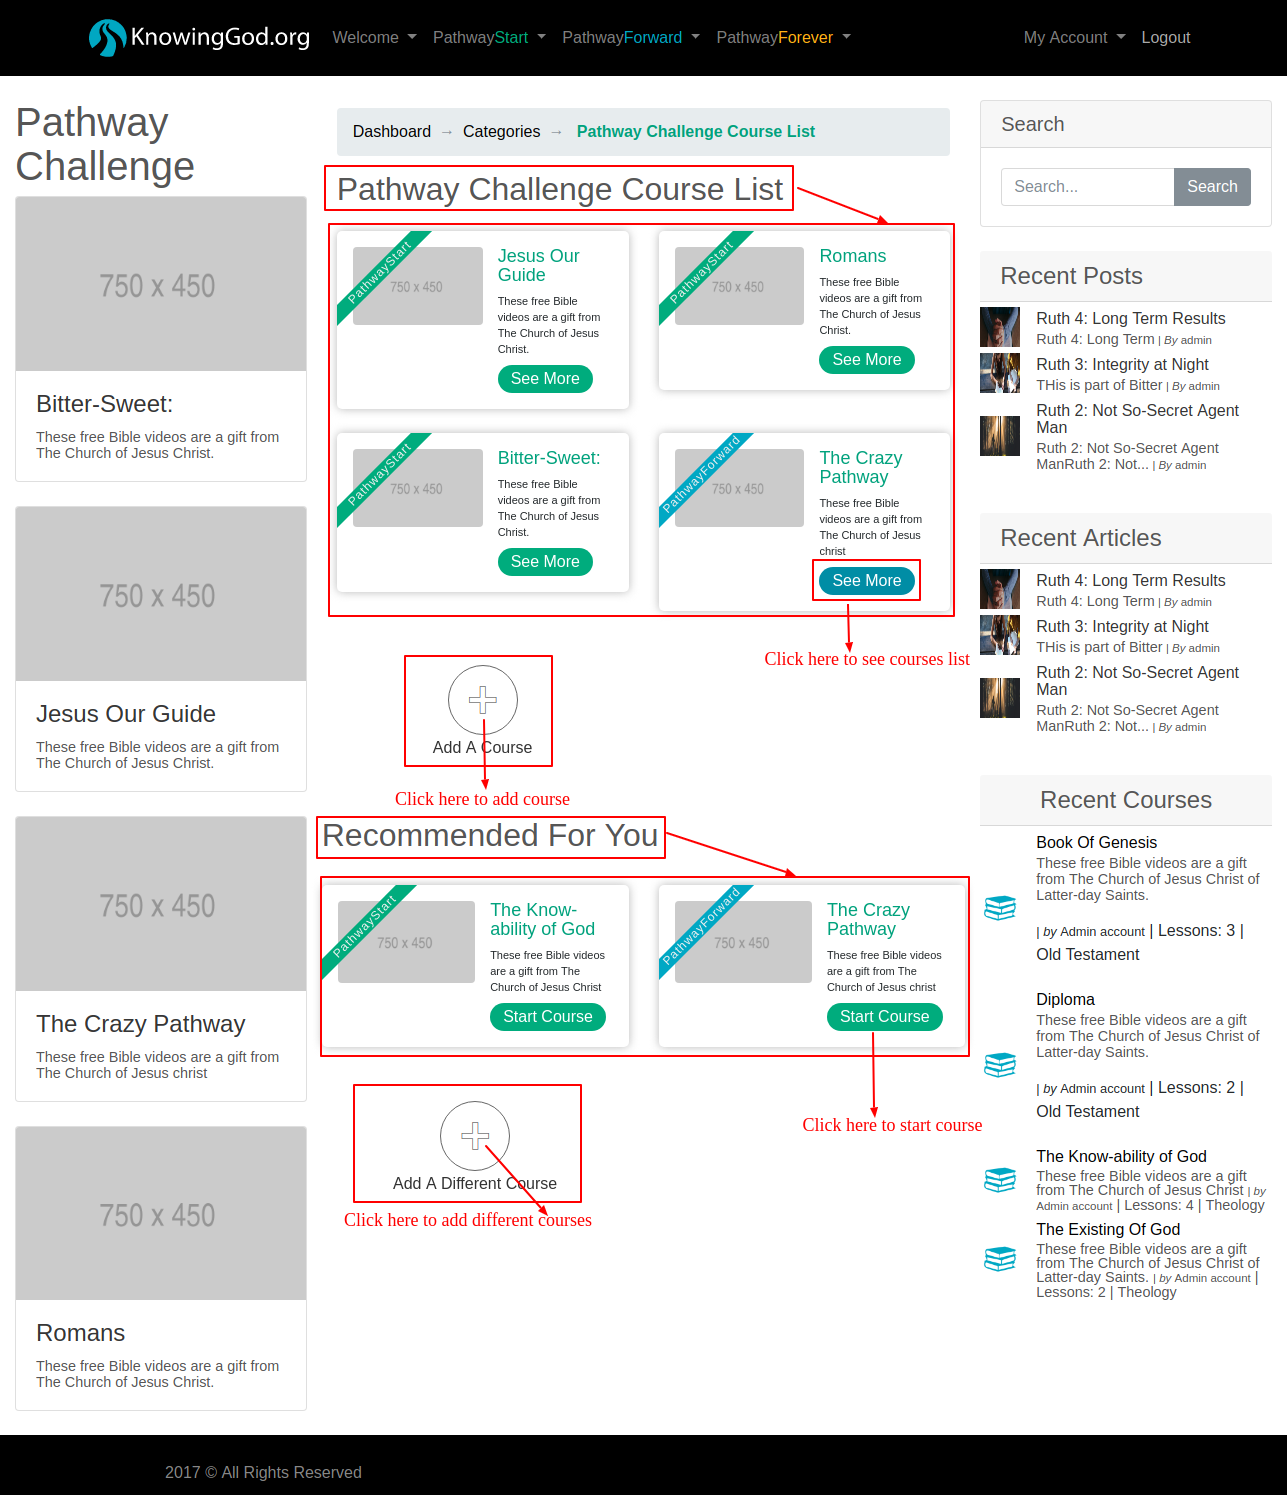 KnowingGod.org
Welcome
PathwayStart
PathwayForward
PathwayForever
My Account
Logout
Pathway
Challenge
750 x 450
Bitter-Sweet:
These free Bible videos are a gift from
The Church of Jesus Christ.
750 x 450
Jesus Our Guide
These free Bible videos are a gift from
The Church of Jesus Christ.
750 x 450
The Crazy Pathway
These free Bible videos are a gift from
The Church of Jesus christ
750 x 450
Romans
These free Bible videos are a gift from
The Church of Jesus Christ.
Dashboard → Categories → Pathway Challenge Course List
Pathway Challenge Course List
PathwayStart
750 x 450
Jesus Our
Guide
These free Bible
videos are a gift from
The Church of Jesus
Christ.
See More
PathwayStart
750 x 450
Romans
These free Bible
videos are a gift from
The Church of Jesus
Christ.
See More
PathwayStart
750 x 450
Bitter-Sweet:
These free Bible
videos are a gift from
The Church of Jesus
Christ.
See More
PathwayForward
750 x 450
The Crazy
Pathway
These free Bible
videos are a gift from
The Church of Jesus
christ
See More
Click here to see courses list
Add A Course
Click here to add course
Recommended For You
PathwayStart
750 x 450
The Know-
ability of God
These free Bible videos
are a gift from The
Church of Jesus Christ
Start Course
PathwayForward
750 x 450
The Crazy
Pathway
These free Bible videos
are a gift from The
Church of Jesus christ
Start Course
Click here to start course
Add A Different Course
Click here to add different courses
Search
Search...
Search
Recent Posts
Ruth 4: Long Term Results
Ruth 4: Long Term | By admin
Ruth 3: Integrity at Night
THis is part of Bitter | By admin
Ruth 2: Not So-Secret Agent
Man
Ruth 2: Not So-Secret Agent
ManRuth 2: Not... | By admin
Recent Articles
Ruth 4: Long Term Results
Ruth 4: Long Term | By admin
Ruth 3: Integrity at Night
THis is part of Bitter | By admin
Ruth 2: Not So-Secret Agent
Man
Ruth 2: Not So-Secret Agent
ManRuth 2: Not... | By admin
Recent Courses
Book Of Genesis
These free Bible videos are a gift
from The Church of Jesus Christ of
Latter-day Saints.
| by Admin account | Lessons: 3 |
Old Testament
Diploma
These free Bible videos are a gift
from The Church of Jesus Christ of
Latter-day Saints.
| by Admin account | Lessons: 2 |
Old Testament
The Know-ability of God
These free Bible videos are a gift
from The Church of Jesus Christ | by
Admin account | Lessons: 4 | Theology
The Existing Of God
These free Bible videos are a gift
from The Church of Jesus Christ of
Latter-day Saints. | by Admin account |
Lessons: 2 | Theology
2017 © All Rights Reserved